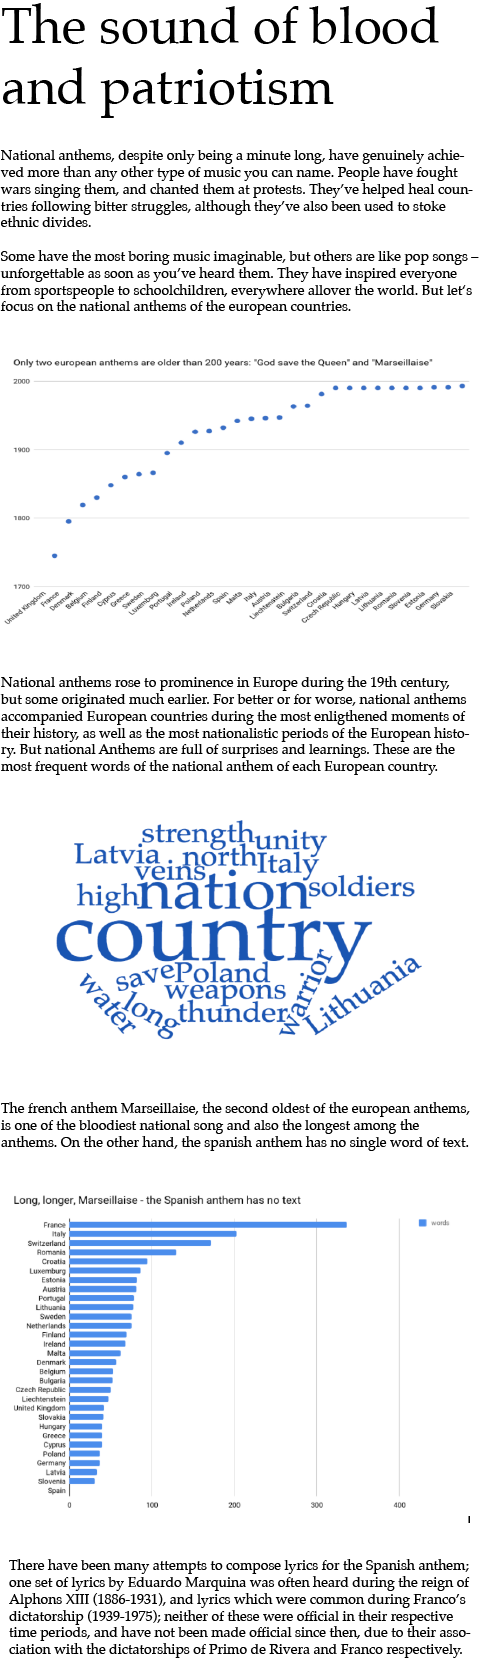 The sound of blood
and patriotism
National anthems, despite only being a minute long, have genuinely achie-
ved more than any other type of music you can name. People have fought
wars singing them, and chanted them at protests. They've helped heal coun-
tries following bitter struggles, although they've also been used to stoke
ethnic divides.
Some have the most boring music imaginable, but others are like pop songs –
unforgettable as soon as you've heard them. They have inspired everyone
from sportspeople to schoolchildren, everywhere allover the world. But let's
focus on the national anthems of the european countries.
Only two european anthems are older than 200 years: "God save the Queen" and "Marseillaise"
2000
1900
1800
1700
United Kingdom
France
Denmark
Belgium
Finland
Cyprus
Greece
Sweden
Luxemburg
Portugal
Ireland
Poland
Netherlands
Spain
Malta
Italy
Austria
Liechtenstein
Bulgaria
Switzerland
Croatia
Czech Republic
Hungary
Latvia
Lithuania
Romania
Slovenia
Estonia
Germany
Slovakia
National anthems rose to prominence in Europe during the 19th century,
but some originated much earlier. For better or for worse, national anthems
accompanied European countries during the most enligthened moments of
their history, as well as the most nationalistic periods of the European histo-
ry. But national Anthems are full of surprises and learnings. These are the
most frequent words of the national anthem of each European country.
strength
unity
Latvia
north
Italy
veins
high
nation
soldiers
country
save
Poland
warrior
Lithuania
water
long
weapons
thunder
The french anthem Marseillaise, the second oldest of the european anthems,
is one of the bloodiest national song and also the longest among the
anthems. On the other hand, the spanish anthem has no single word of text.
Long, longer, Marseillaise - the Spanish anthem has no text
words
France
Italy
Switzerland
Romania
Croatia
Luxemburg
Estonia
Austria
Portugal
Lithuania
Sweden
Netherlands
Finland
Ireland
Malta
Denmark
Belgium
Bulgaria
Czech Republic
Liechtenstein
United Kingdom
Slovakia
Hungary
Greece
Cyprus
Poland
Germany
Latvia
Slovenia
Spain
0 100 200 300 400
There have been many attempts to compose lyrics for the Spanish anthem;
one set of lyrics by Eduardo Marquina was often heard during the reign of
Alphons XIII (1886-1931), and lyrics which were common during Franco's
dictatorship (1939-1975); neither of these were official in their respective
time periods, and have not been made official since then, due to their asso-
ciation with the dictatorships of Primo de Rivera and Franco respectively.